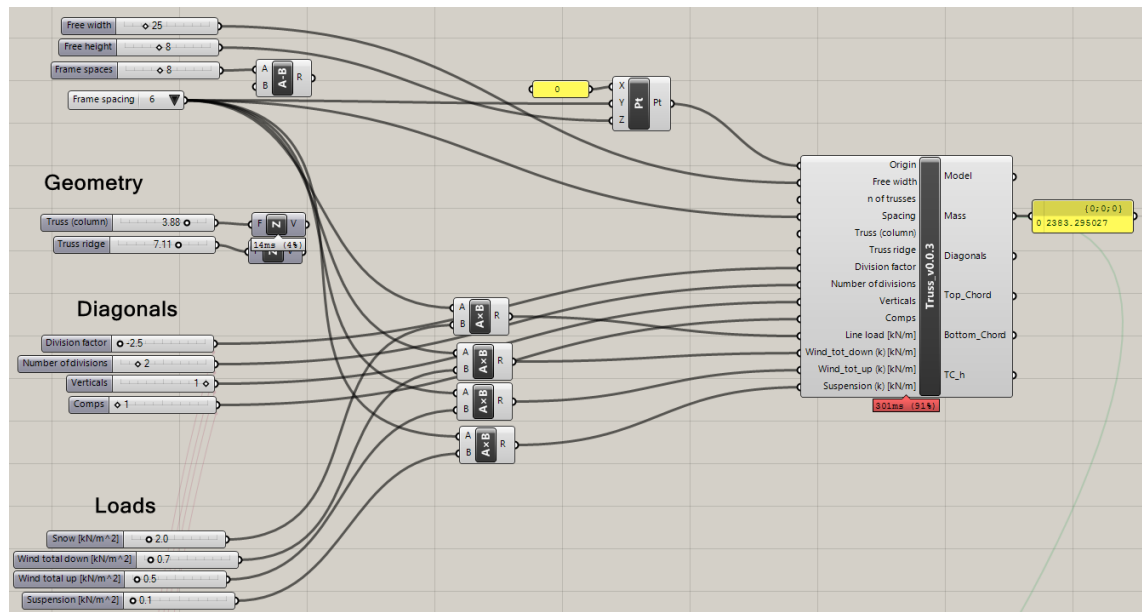 Free width 25
Free height 8
Frame spaces 8
A B A-B R
Frame spacing 6
0
X Y Z Pt Pt
Geometry
Truss (column) 3.88
F Z V
14ms (4%)
Truss ridge 7.11
Diagonals
Division factor -2.5
Number of divisions 2
Verticals 1
Comps 1
A B A×B R
A B A×B R
A B A×B R
A B A×B R
Loads
Snow [kN/m^2] 2.0
Wind total down [kN/m^2] 0.7
Wind total up [kN/m^2] 0.5
Suspension [kN/m^2] 0.1
Origin
Free width
n of trusses
Spacing
Truss (column)
Truss ridge
Division factor
Number of divisions
Verticals
Comps
Line load [kN/m]
Wind_tot_down (k) [kN/m]
Wind_tot_up (k) [kN/m]
Suspension (k) [kN/m]
Truss_v0.0.3
Model
Mass
Diagonals
Top_Chord
Bottom_Chord
TC_h
301ms (91%)
{0;0;0}
0 2383.295027